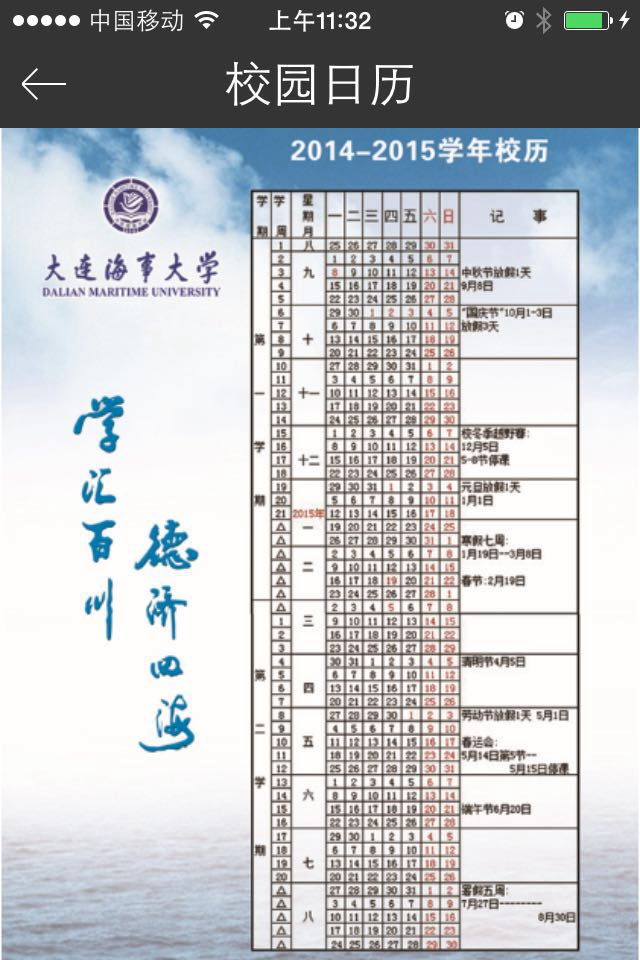 中国移动 上午11:32
校园日历
2014-2015学年校历
大连海事大学
DALIAN MARITIME UNIVERSITY
学汇百川
德济四海
学期 学周 星期 月 一 二 三 四 五 六 日 记 事
第一学期
1 八 25 26 27 28 29 30 31
2 九 1 2 3 4 5 6 7
3 8 9 10 11 12 13 14 中秋节放假1天
4 15 16 17 18 19 20 21 9月8日
5 22 23 24 25 26 27 28
6 十 29 30 1 2 3 4 5 "国庆节"10月1-3日
7 6 7 8 9 10 11 12 放假3天
8 13 14 15 16 17 18 19
9 20 21 22 23 24 25 26
10 十一 27 28 29 30 31 1 2
11 3 4 5 6 7 8 9
12 10 11 12 13 14 15 16
13 17 18 19 20 21 22 23
14 24 25 26 27 28 29 30
15 十二 1 2 3 4 5 6 7 校冬季越野赛:
16 8 9 10 11 12 13 14 12月5日
17 15 16 17 18 19 20 21 5-8节停课
18 22 23 24 25 26 27 28
19 29 30 31 1 2 3 4 元旦放假1天
20 5 6 7 8 9 10 11 1月1日
21 2015年 12 13 14 15 16 17 18
△ 一 19 20 21 22 23 24 25
△ 26 27 28 29 30 31 1 寒假七周:
△ 二 2 3 4 5 6 7 8 1月19日--3月8日
△ 9 10 11 12 13 14 15
△ 16 17 18 19 20 21 22 春节:2月19日
△ 23 24 25 26 27 28 1
第二学期
△ 三 2 3 4 5 6 7 8
1 9 10 11 12 13 14 15
2 16 17 18 19 20 21 22
3 23 24 25 26 27 28 29
4 四 30 31 1 2 3 4 5 清明节4月5日
5 6 7 8 9 10 11 12
6 13 14 15 16 17 18 19
7 20 21 22 23 24 25 26
8 五 27 28 29 30 1 2 3 劳动节放假1天 5月1日
9 4 5 6 7 8 9 10
10 11 12 13 14 15 16 17 春运会:
11 18 19 20 21 22 23 24 5月14日第5节--
12 25 26 27 28 29 30 31 5月15日停课
13 六 1 2 3 4 5 6 7
14 8 9 10 11 12 13 14
15 15 16 17 18 19 20 21 端午节6月20日
16 22 23 24 25 26 27 28
17 七 29 30 1 2 3 4 5
18 6 7 8 9 10 11 12
19 13 14 15 16 17 18 19
20 20 21 22 23 24 25 26
△ 八 27 28 29 30 31 1 2 暑假五周:
△ 3 4 5 6 7 8 9 7月27日--------
△ 10 11 12 13 14 15 16 8月30日
△ 17 18 19 20 21 22 23
△ 24 25 26 27 28 29 30